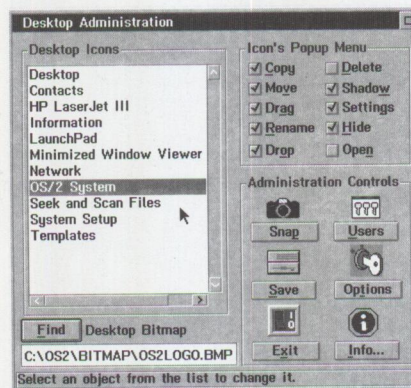 Desktop Administration
Desktop Icons
Desktop
Contacts
HP LaserJet III
Information
LaunchPad
Minimized Window Viewer
Network
OS/2 System
Seek and Scan Files
System Setup
Templates
Find
Desktop Bitmap
C:\OS2\BITMAP\OS2LOGO.BMP
Icon's Popup Menu
Copy
Delete
Move
Shadow
Drag
Settings
Rename
Hide
Drop
Open
Administration Controls
Snap
Users
Save
Options
Exit
Info...
Select an object from the list to change it.